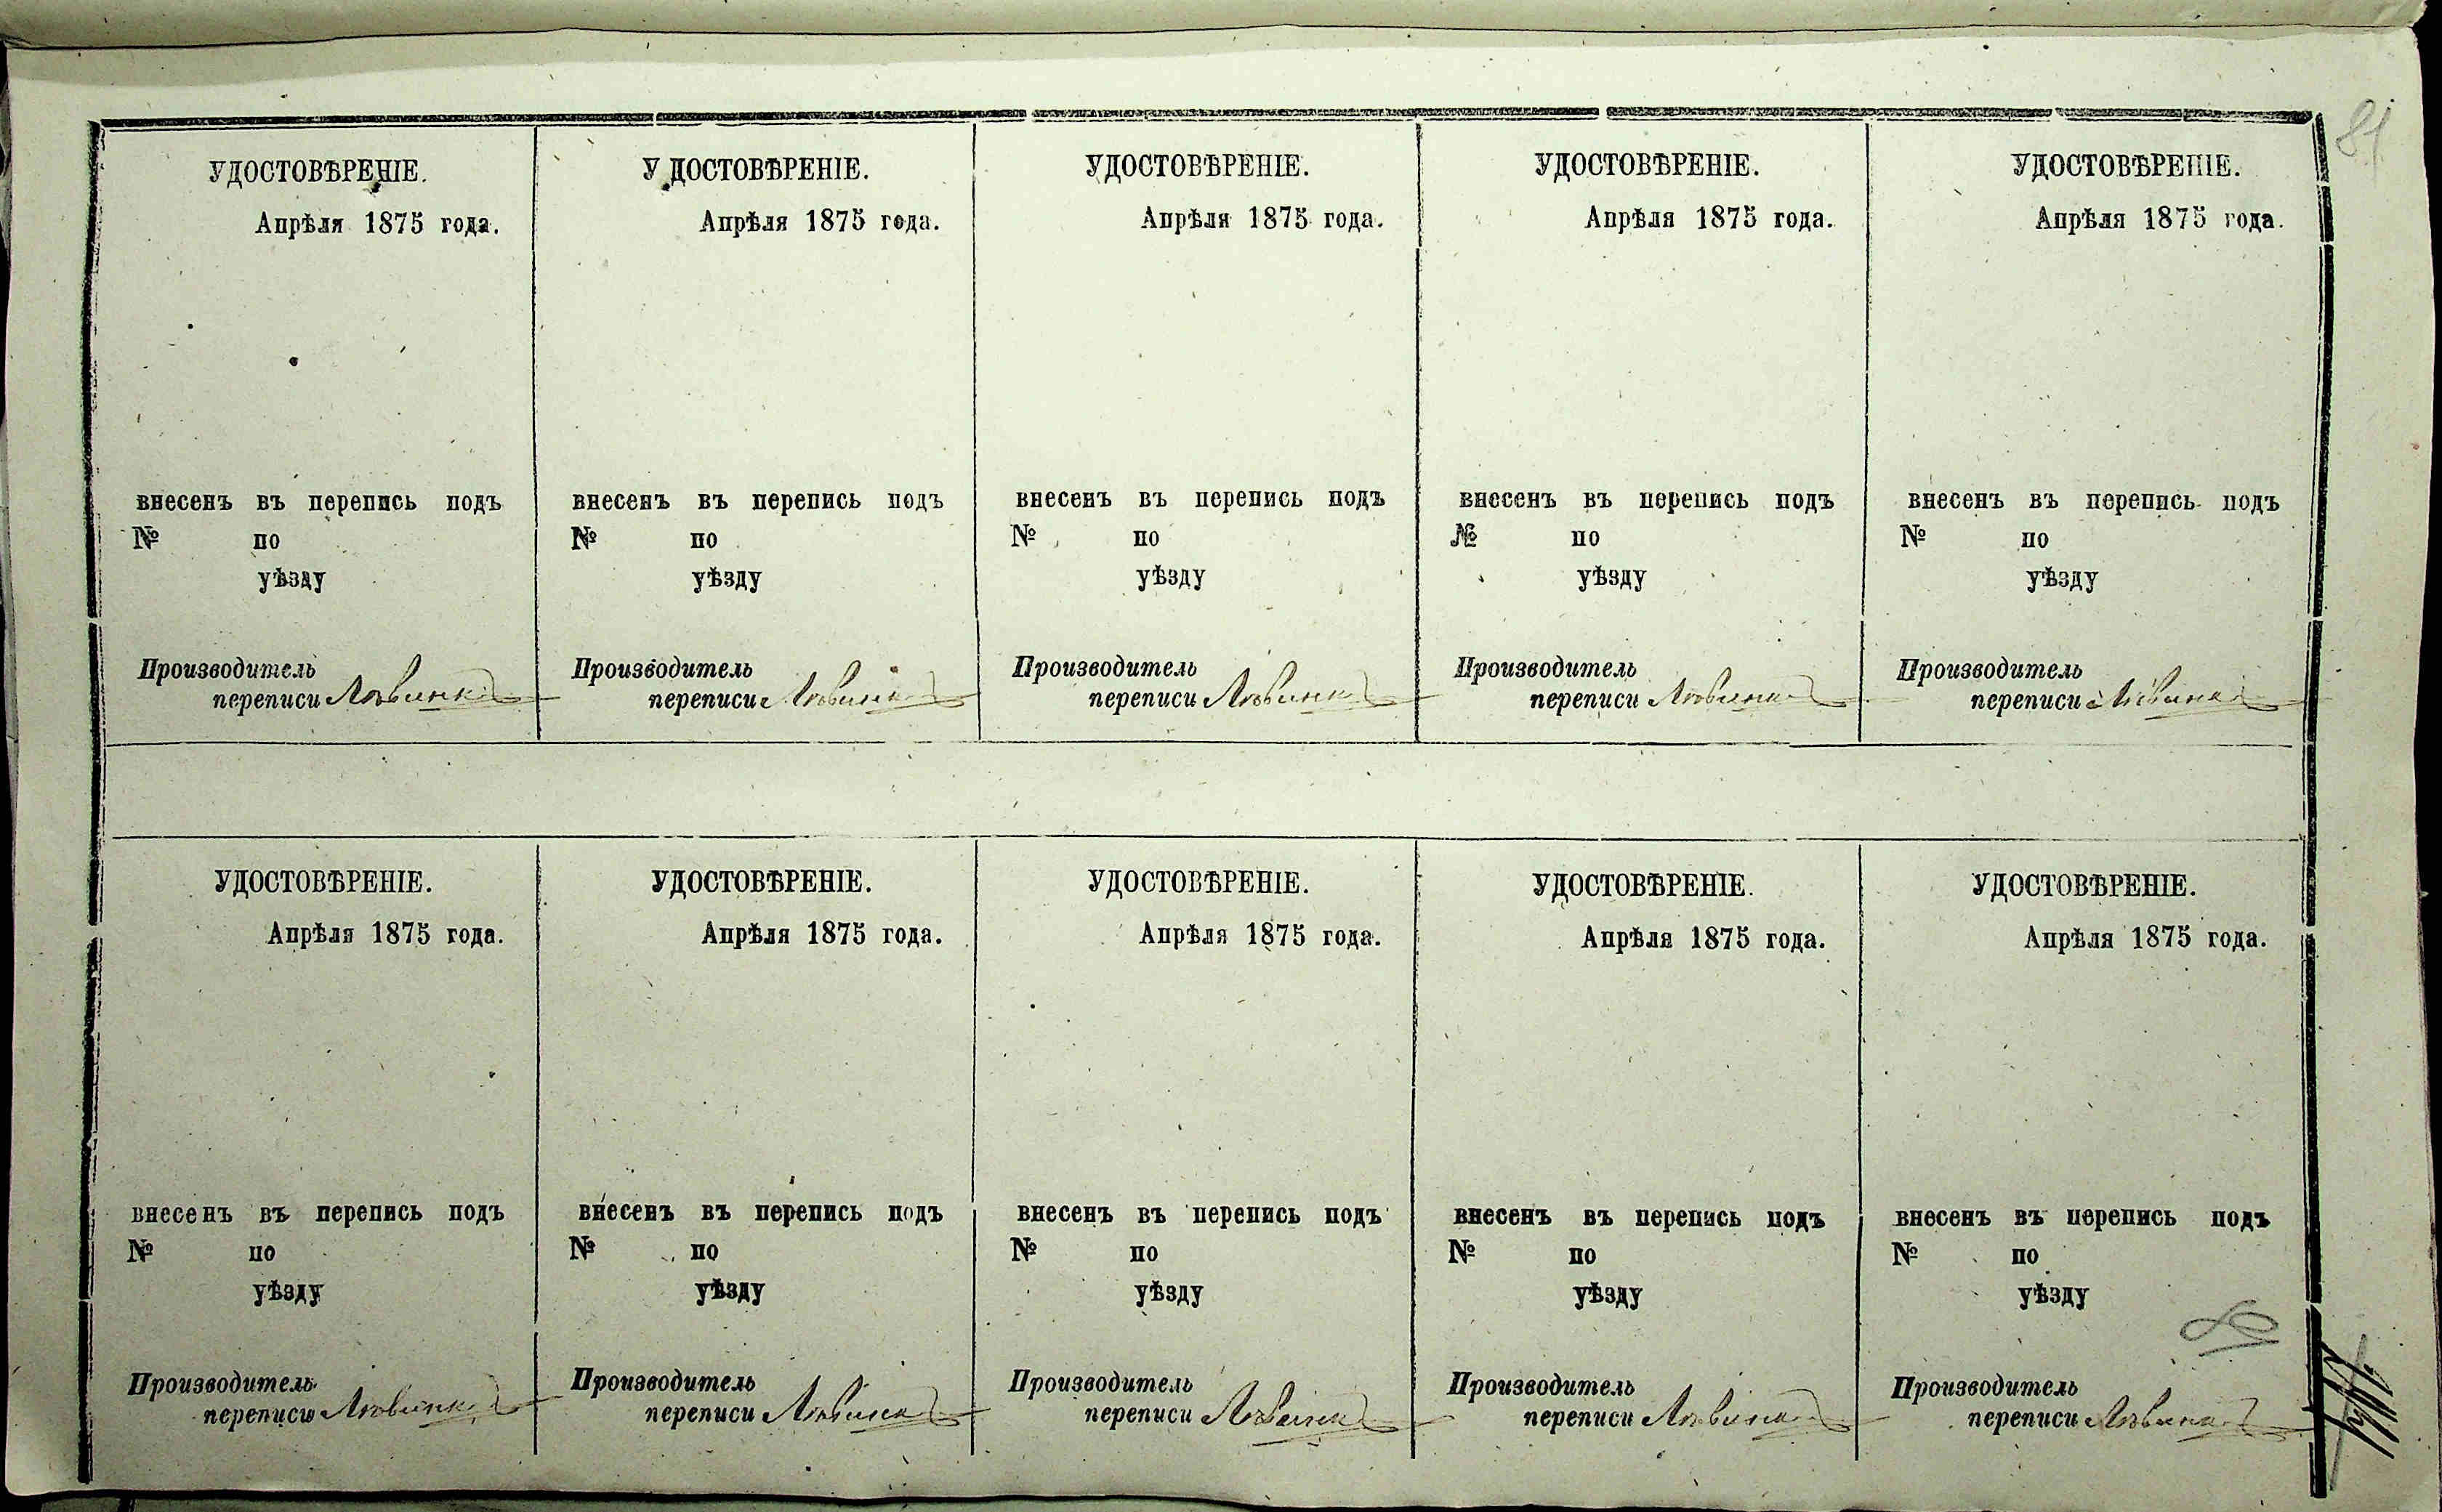 81
УДОСТОВѢРЕНІЕ.
Апрѣля 1875 года.
внесенъ въ перепись подъ
№ по
уѣзду
Производитель
переписи
УДОСТОВѢРЕНІЕ.
Апрѣля 1875 года.
внесенъ въ перепись подъ
№ по
уѣзду
Производитель
переписи
УДОСТОВѢРЕНІЕ.
Апрѣля 1875 года.
внесенъ въ перепись подъ
№ по
уѣзду
Производитель
переписи
УДОСТОВѢРЕНІЕ.
Апрѣля 1875 года.
внесенъ въ перепись подъ
№ по
уѣзду
Производитель
переписи
УДОСТОВѢРЕНІЕ.
Апрѣля 1875 года.
внесенъ въ перепись подъ
№ по
уѣзду
Производитель
переписи
УДОСТОВѢРЕНІЕ.
Апрѣля 1875 года.
внесенъ въ перепись подъ
№ по
уѣзду
Производитель
переписи
УДОСТОВѢРЕНІЕ.
Апрѣля 1875 года.
внесенъ въ перепись подъ
№ по
уѣзду
Производитель
переписи
УДОСТОВѢРЕНІЕ.
Апрѣля 1875 года.
внесенъ въ перепись подъ
№ по
уѣзду
Производитель
переписи
УДОСТОВѢРЕНІЕ.
Апрѣля 1875 года.
внесенъ въ перепись подъ
№ по
уѣзду
Производитель
переписи
УДОСТОВѢРЕНІЕ.
Апрѣля 1875 года.
внесенъ въ перепись подъ
№ по
уѣзду
Производитель
переписи